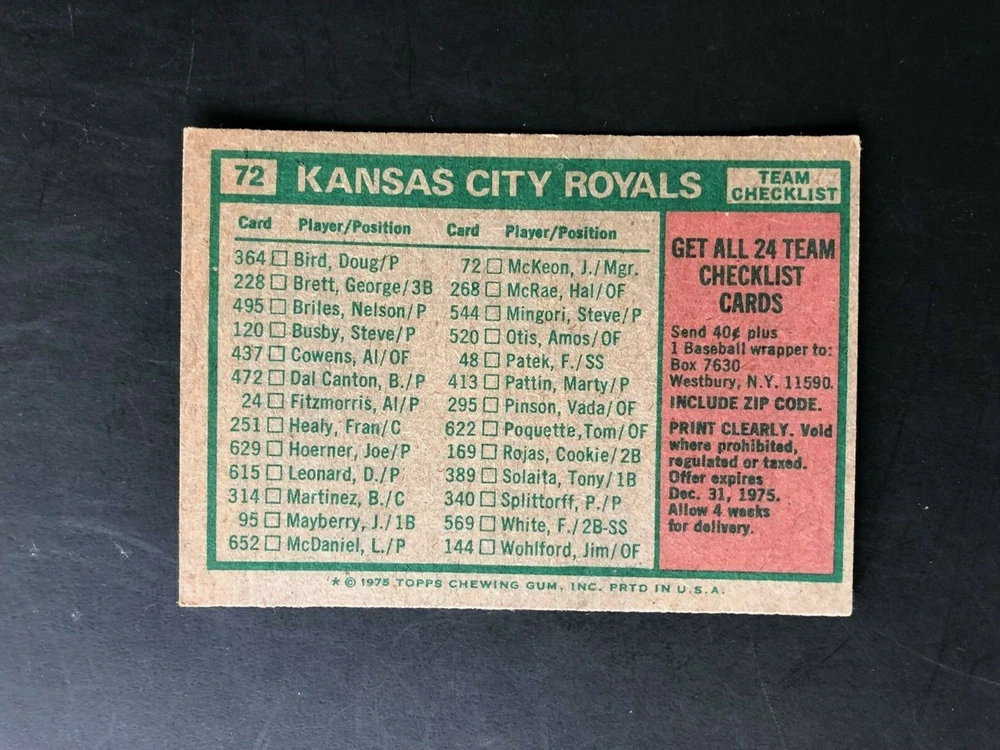 72 KANSAS CITY ROYALS TEAM CHECKLIST
Card Player/Position
364 Bird, Doug/P
228 Brett, George/3B
495 Briles, Nelson/P
120 Busby, Steve/P
437 Cowens, Al/OF
472 Dal Canton, B./P
24 Fitzmorris, Al/P
251 Healy, Fran/C
629 Hoerner, Joe/P
615 Leonard, D./P
314 Martinez, B./C
95 Mayberry, J./1B
652 McDaniel, L./P
Card Player/Position
72 McKeon, J./Mgr.
268 McRae, Hal/OF
544 Mingori, Steve/P
520 Otis, Amos/OF
48 Patek, F./SS
413 Pattin, Marty/P
295 Pinson, Vada/OF
622 Poquette,Tom/OF
169 Rojas, Cookie/2B
389 Solaita, Tony/1B
340 Splittorff, P./P
569 White, F./2B-SS
144 Wohlford, Jim/OF
GET ALL 24 TEAM
CHECKLIST
CARDS
Send 40¢ plus
1 Baseball wrapper to:
Box 7630
Westbury, N.Y. 11590.
INCLUDE ZIP CODE.
PRINT CLEARLY. Void
where prohibited,
regulated or taxed.
Offer expires
Dec. 31, 1975.
Allow 4 weeks
for delivery.
* © 1975 TOPPS CHEWING GUM, INC. PRTD IN U.S.A.